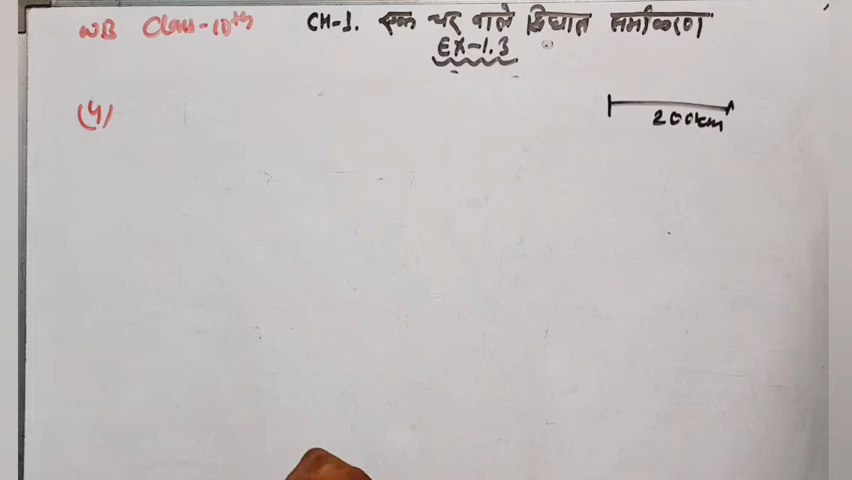 WB Class-10th CH-1. एक चर वाले द्विघात समीकरण
EX-1.3
(4)
200km